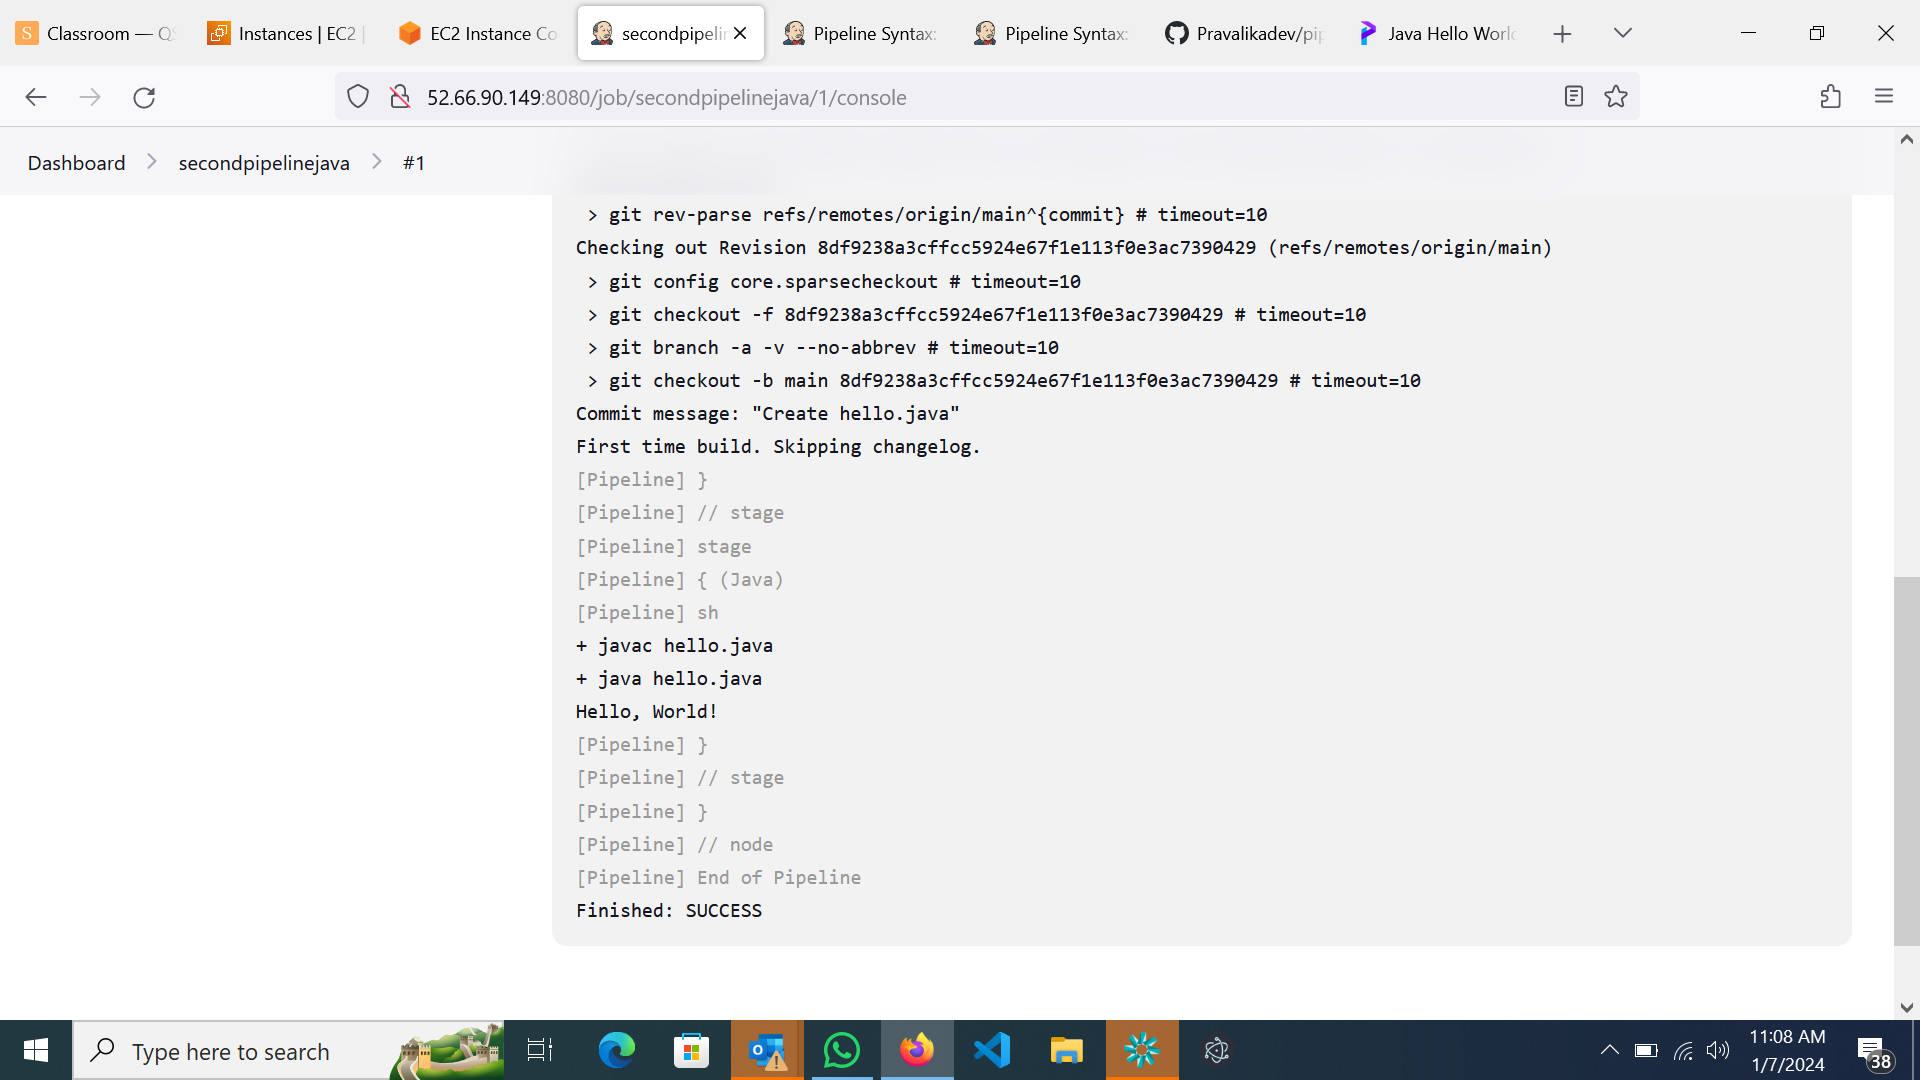 Classroom — QS
Instances | EC2 |
EC2 Instance Co
secondpipelin
Pipeline Syntax:
Pipeline Syntax:
Pravalikadev/pip
Java Hello World
52.66.90.149:8080/job/secondpipelinejava/1/console
Dashboard > secondpipelinejava > #1
> git rev-parse refs/remotes/origin/main^{commit} # timeout=10
Checking out Revision 8df9238a3cffcc5924e67f1e113f0e3ac7390429 (refs/remotes/origin/main)
> git config core.sparsecheckout # timeout=10
> git checkout -f 8df9238a3cffcc5924e67f1e113f0e3ac7390429 # timeout=10
> git branch -a -v --no-abbrev # timeout=10
> git checkout -b main 8df9238a3cffcc5924e67f1e113f0e3ac7390429 # timeout=10
Commit message: "Create hello.java"
First time build. Skipping changelog.
[Pipeline] }
[Pipeline] // stage
[Pipeline] stage
[Pipeline] { (Java)
[Pipeline] sh
+ javac hello.java
+ java hello.java
Hello, World!
[Pipeline] }
[Pipeline] // stage
[Pipeline] }
[Pipeline] // node
[Pipeline] End of Pipeline
Finished: SUCCESS
Type here to search
11:08 AM
1/7/2024
38